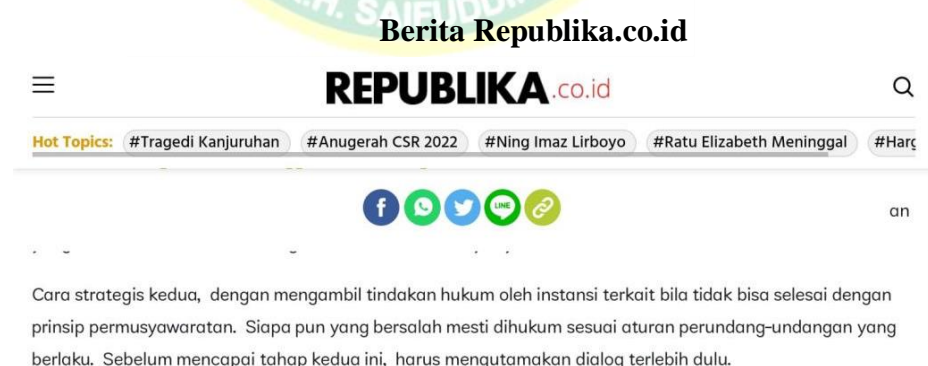 H. SAIFUDDI
Berita Republika.co.id
REPUBLIKA.co.id
Hot Topics: #Tragedi Kanjuruhan #Anugerah CSR 2022 #Ning Imaz Lirboyo #Ratu Elizabeth Meninggal #Harg
LINE
an
Cara strategis kedua, dengan mengambil tindakan hukum oleh instansi terkait bila tidak bisa selesai dengan
prinsip permusyawaratan. Siapa pun yang bersalah mesti dihukum sesuai aturan perundang-undangan yang
berlaku. Sebelum mencapai tahap kedua ini, harus mengutamakan dialog terlebih dulu.